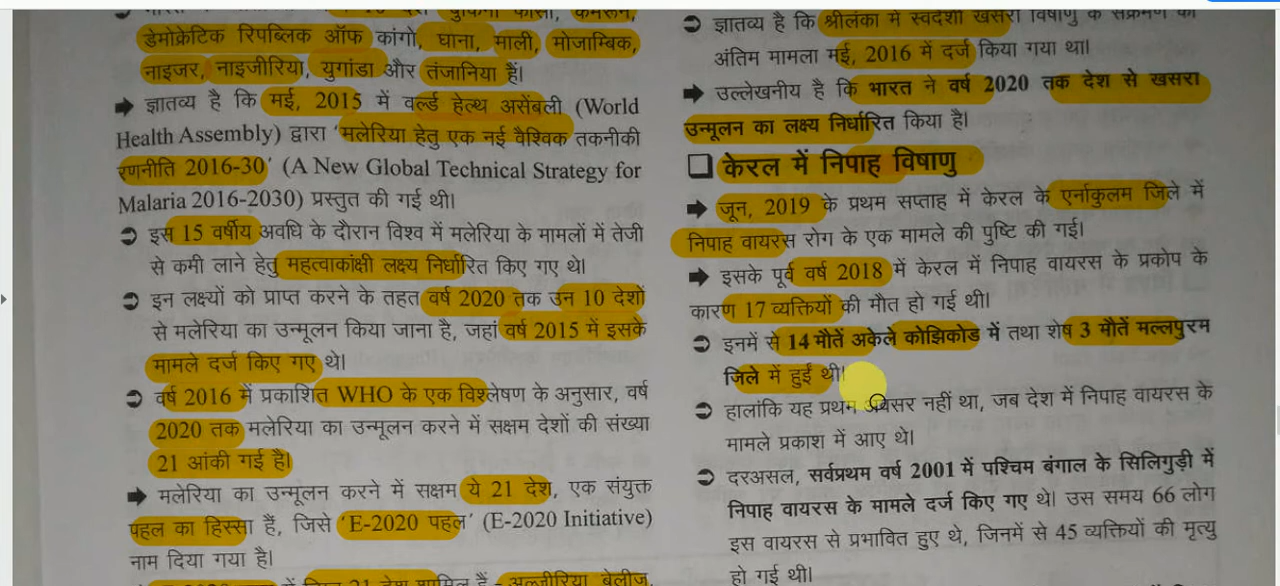 डेमोक्रेटिक रिपब्लिक ऑफ कांगो, घाना, माली, मोजाम्बिक,
नाइजर, नाइजीरिया, युगांडा और तंजानिया हैं।
➡ ज्ञातव्य है कि मई, 2015 में वर्ल्ड हेल्थ असेंबली (World
Health Assembly) द्वारा 'मलेरिया हेतु एक नई वैश्विक तकनीकी
रणनीति 2016-30' (A New Global Technical Strategy for
Malaria 2016-2030) प्रस्तुत की गई थी।
इस 15 वर्षीय अवधि के दौरान विश्व में मलेरिया के मामलों में तेजी
से कमी लाने हेतु महत्वाकांक्षी लक्ष्य निर्धारित किए गए थे।
इन लक्ष्यों को प्राप्त करने के तहत वर्ष 2020 तक उन 10 देशों
से मलेरिया का उन्मूलन किया जाना है, जहां वर्ष 2015 में इसके
मामले दर्ज किए गए थे।
वर्ष 2016 में प्रकाशित WHO के एक विश्लेषण के अनुसार, वर्ष
2020 तक मलेरिया का उन्मूलन करने में सक्षम देशों की संख्या
21 आंकी गई है।
➡ मलेरिया का उन्मूलन करने में सक्षम ये 21 देश, एक संयुक्त
पहल का हिस्सा हैं, जिसे 'E-2020 पहल' (E-2020 Initiative)
नाम दिया गया है।
में 21 देश शामिल हैं - अल्जीरिया, बेलीज,
ज्ञातव्य है कि श्रीलंका में स्वदेशी खसरा विषाणु के संक्रमण का
अंतिम मामला मई, 2016 में दर्ज किया गया था।
➡ उल्लेखनीय है कि भारत ने वर्ष 2020 तक देश से खसरा
उन्मूलन का लक्ष्य निर्धारित किया है।
❑ केरल में निपाह विषाणु
➡ जून, 2019 के प्रथम सप्ताह में केरल के एर्नाकुलम जिले में
निपाह वायरस रोग के एक मामले की पुष्टि की गई।
➡ इसके पूर्व वर्ष 2018 में केरल में निपाह वायरस के प्रकोप के
कारण 17 व्यक्तियों की मौत हो गई थी।
इनमें से 14 मौतें अकेले कोझिकोड में तथा शेष 3 मौतें मल्लपुरम
जिले में हुईं थी।
हालांकि यह प्रथम अवसर नहीं था, जब देश में निपाह वायरस के
मामले प्रकाश में आए थे।
दरअसल, सर्वप्रथम वर्ष 2001 में पश्चिम बंगाल के सिलिगुड़ी में
निपाह वायरस के मामले दर्ज किए गए थे। उस समय 66 लोग
इस वायरस से प्रभावित हुए थे, जिनमें से 45 व्यक्तियों की मृत्यु
हो गई थी।